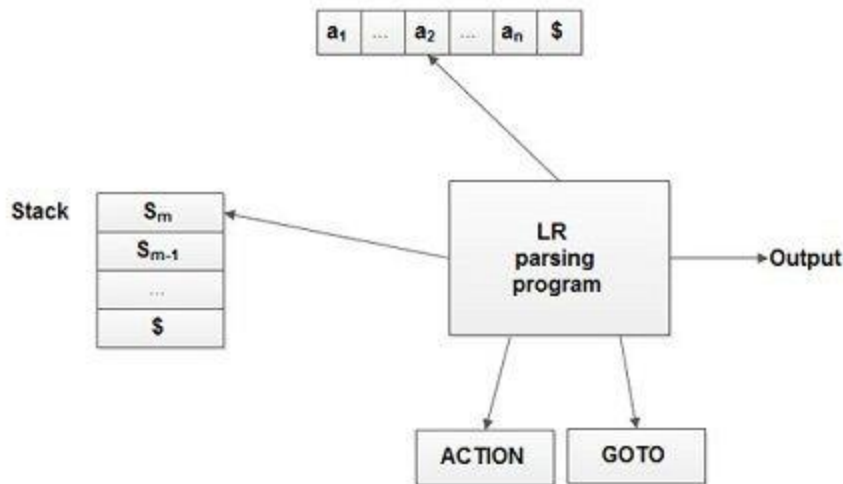 a₁ ... a₂ ... aₙ $
Stack
Sₘ
Sₘ₋₁
...
$
LR
parsing
program
Output
ACTION GOTO